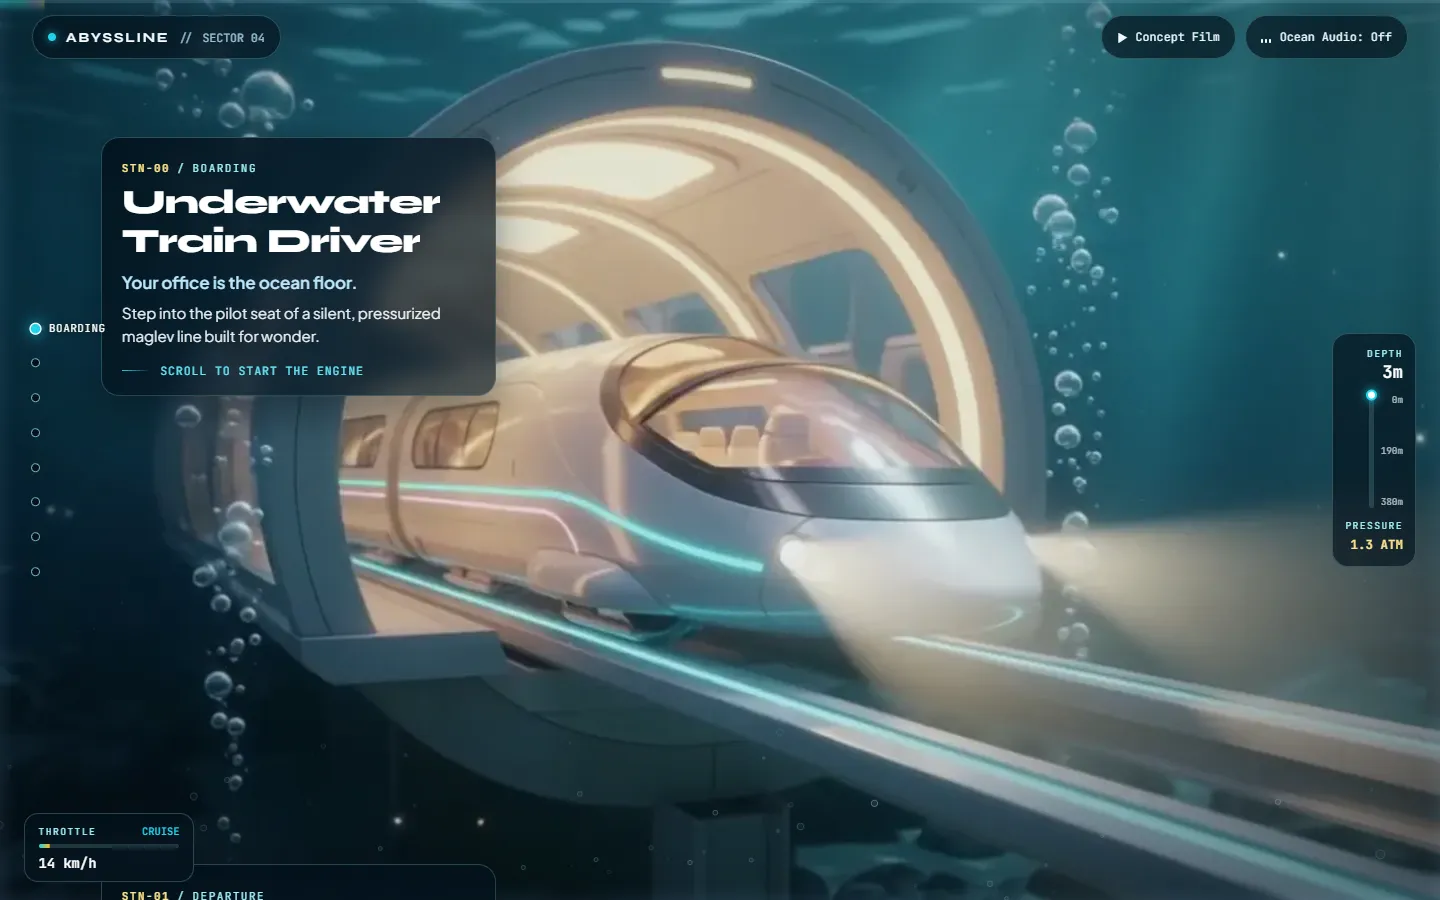 ABYSSLINE // SECTOR 04
Concept Film
Ocean Audio: Off
STN-00 / BOARDING
Underwater
Train Driver
Your office is the ocean floor.
Step into the pilot seat of a silent, pressurized
maglev line built for wonder.
SCROLL TO START THE ENGINE
BOARDING
DEPTH
3m
0m
190m
380m
PRESSURE
1.3 ATM
THROTTLE CRUISE
14 km/h
STN-01 / DEPARTURE